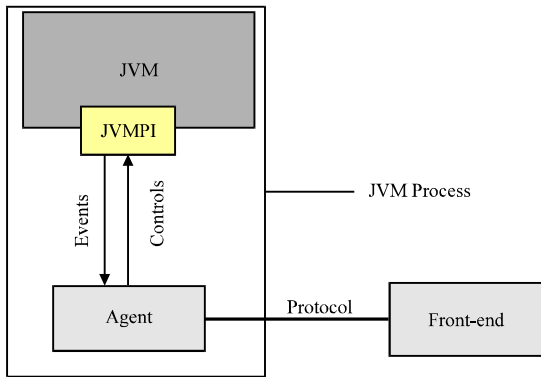 JVM
JVMPI
Events
Controls
JVM Process
Agent
Protocol
Front-end